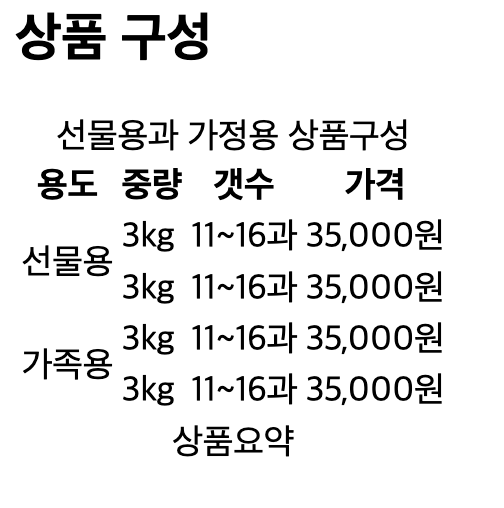 상품 구성
선물용과 가정용 상품구성
용도 중량 갯수 가격
선물용 3kg 11~16과 35,000원
3kg 11~16과 35,000원
가족용 3kg 11~16과 35,000원
3kg 11~16과 35,000원
상품요약